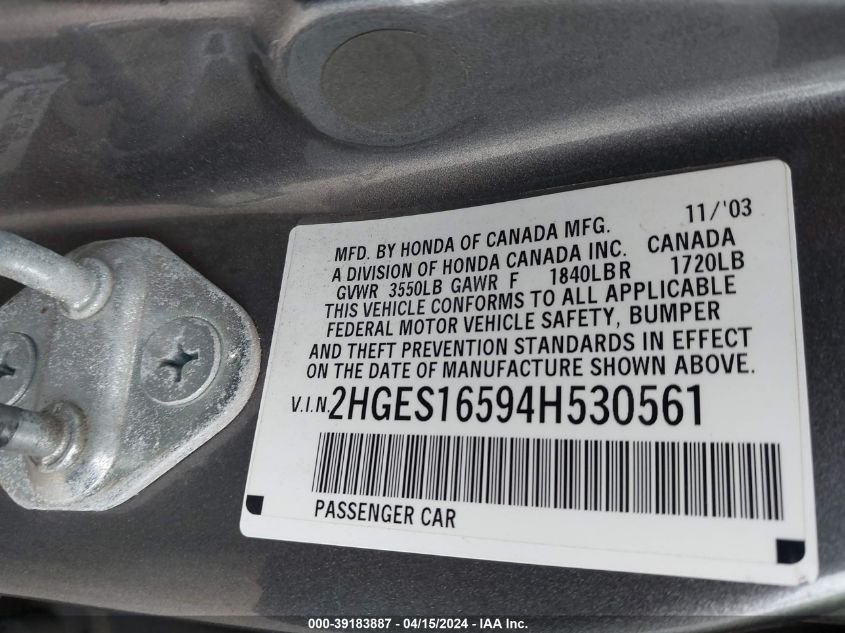 11/'03
MFD. BY HONDA OF CANADA MFG.
A DIVISION OF HONDA CANADA INC. CANADA
GVWR 3550LB GAWR F 1840LB R 1720LB
THIS VEHICLE CONFORMS TO ALL APPLICABLE
FEDERAL MOTOR VEHICLE SAFETY, BUMPER
AND THEFT PREVENTION STANDARDS IN EFFECT
ON THE DATE OF MANUFACTURE SHOWN ABOVE.
V.I.N. 2HGES16594H530561
PASSENGER CAR
000-39183887 - 04/15/2024 - IAA Inc.